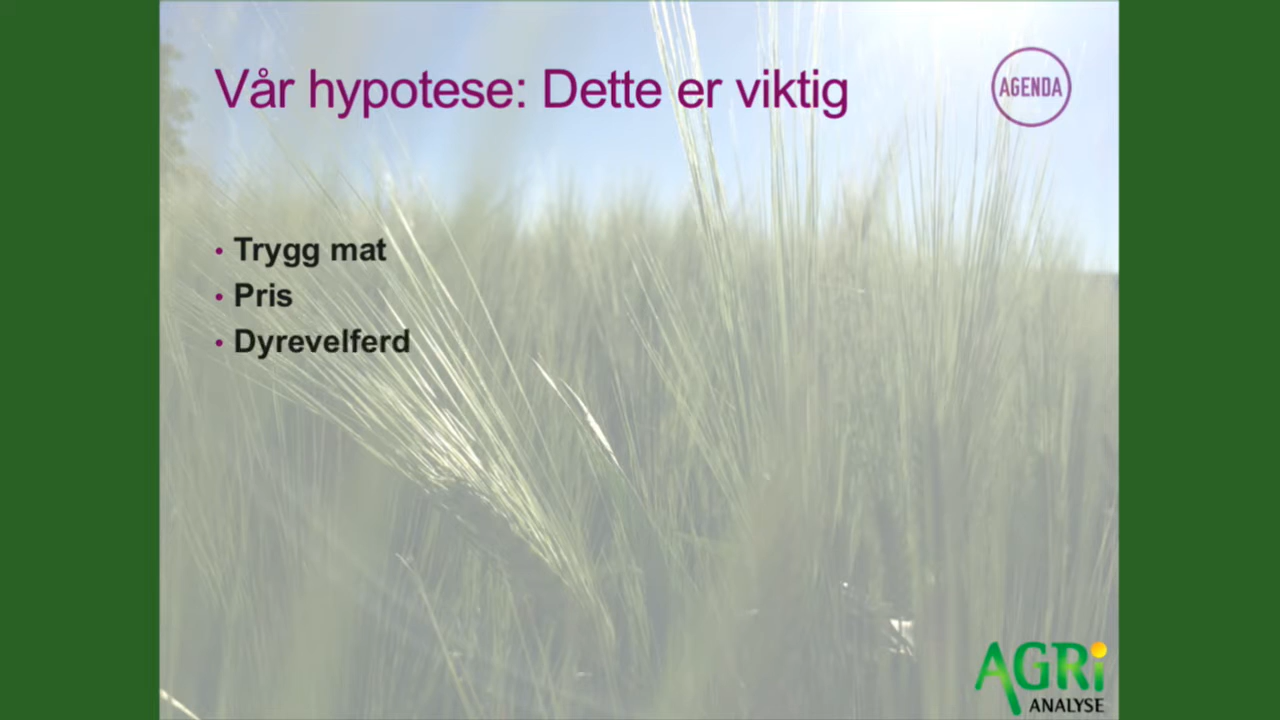 Vår hypotese: Dette er viktig
AGENDA
• Trygg mat
• Pris
• Dyrevelferd
AGRi
ANALYSE